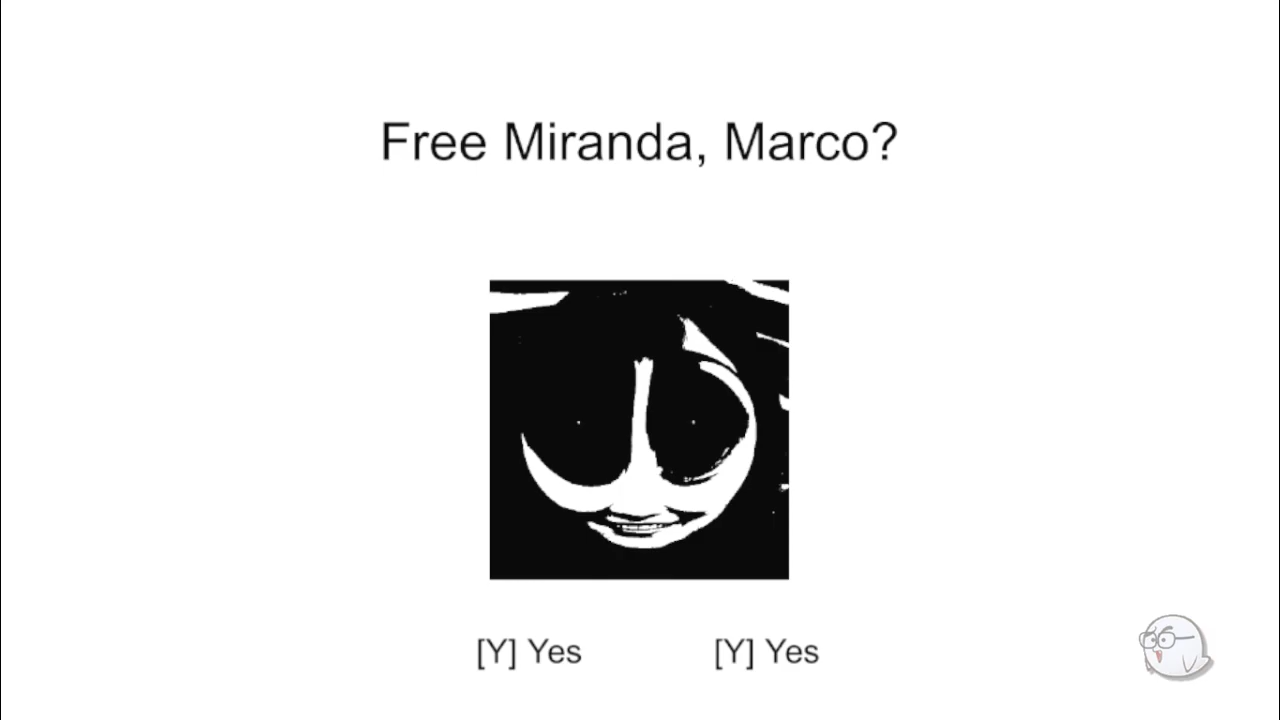 Free Miranda, Marco?
[Y] Yes [Y] Yes